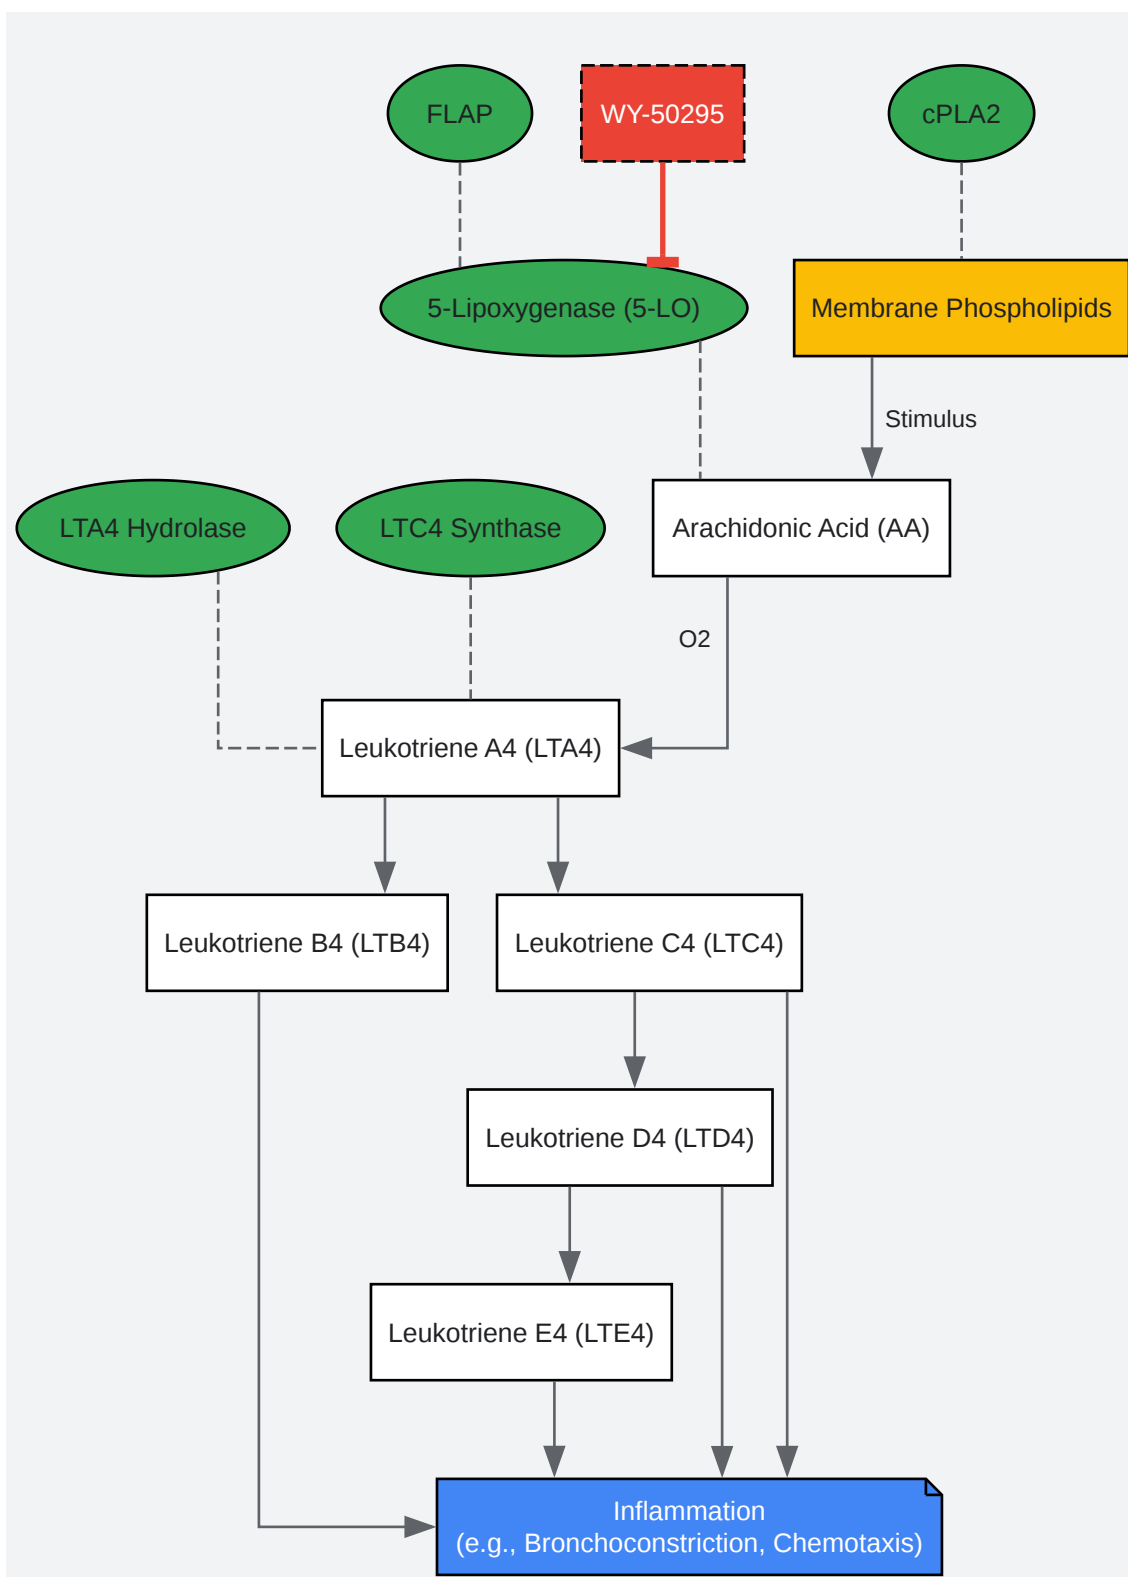 FLAP
WY-50295
cPLA2
5-Lipoxygenase (5-LO)
Membrane Phospholipids
Stimulus
LTA4 Hydrolase
LTC4 Synthase
Arachidonic Acid (AA)
O2
Leukotriene A4 (LTA4)
Leukotriene B4 (LTB4)
Leukotriene C4 (LTC4)
Leukotriene D4 (LTD4)
Leukotriene E4 (LTE4)
Inflammation
(e.g., Bronchoconstriction, Chemotaxis)